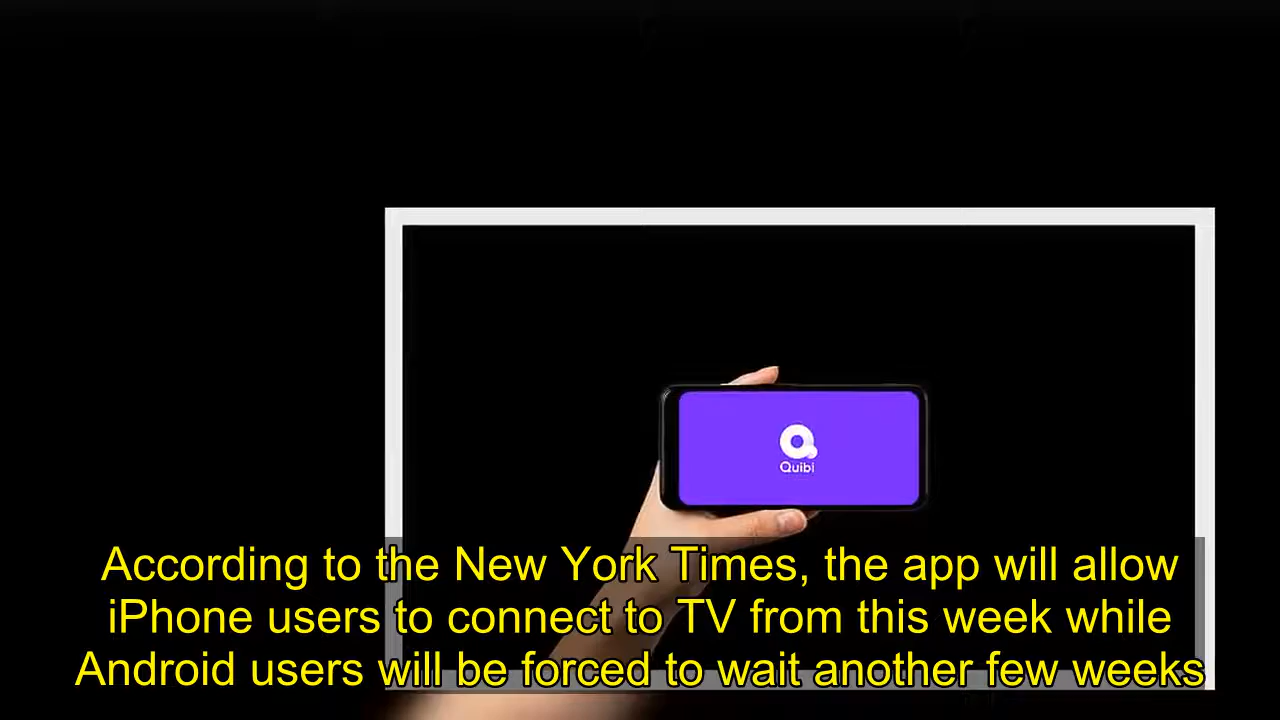 Quibi
According to the New York Times, the app will allow
iPhone users to connect to TV from this week while
Android users will be forced to wait another few weeks